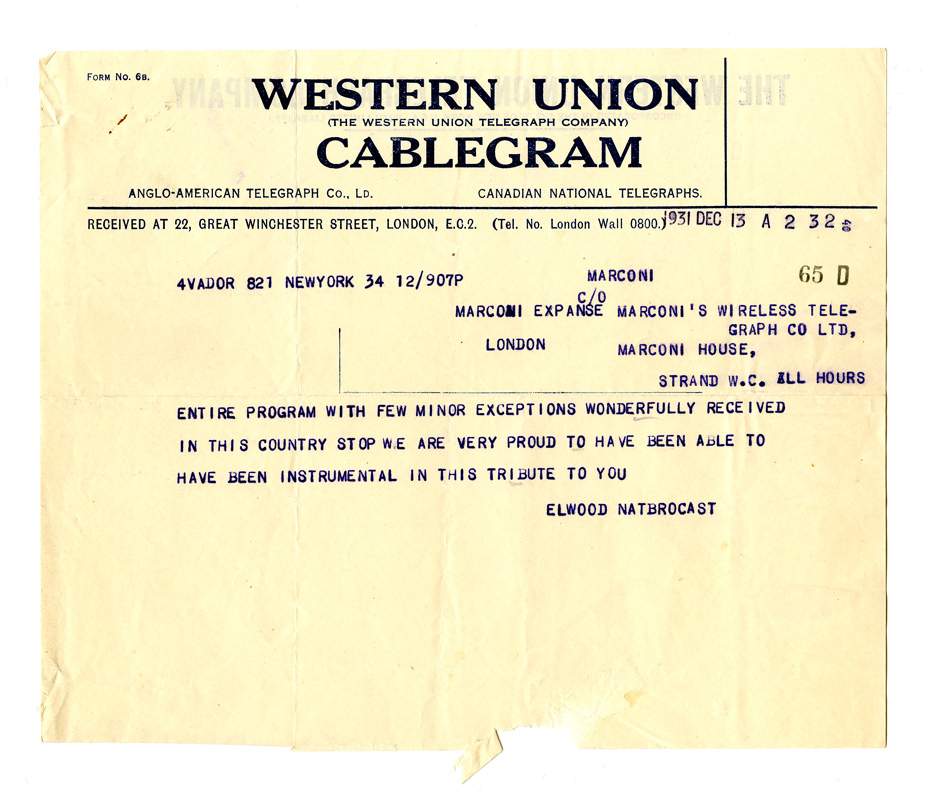 FORM NO. 6B.
WESTERN UNION
(THE WESTERN UNION TELEGRAPH COMPANY)
CABLEGRAM
ANGLO-AMERICAN TELEGRAPH Co., LD. CANADIAN NATIONAL TELEGRAPHS.
RECEIVED AT 22, GREAT WINCHESTER STREET, LONDON, E.C.2. (Tel. No. London Wall 0800.) 1931 DEC 13 A 2 32
4VADOR 821 NEWYORK 34 12/907P MARCONI 65 D
C/O
MARCONI EXPANSE MARCONI'S WIRELESS TELE-
GRAPH CO LTD,
LONDON MARCONI HOUSE,
STRAND W.C. ALL HOURS
ENTIRE PROGRAM WITH FEW MINOR EXCEPTIONS WONDERFULLY RECEIVED
IN THIS COUNTRY STOP WE ARE VERY PROUD TO HAVE BEEN ABLE TO
HAVE BEEN INSTRUMENTAL IN THIS TRIBUTE TO YOU
ELWOOD NATBROCAST